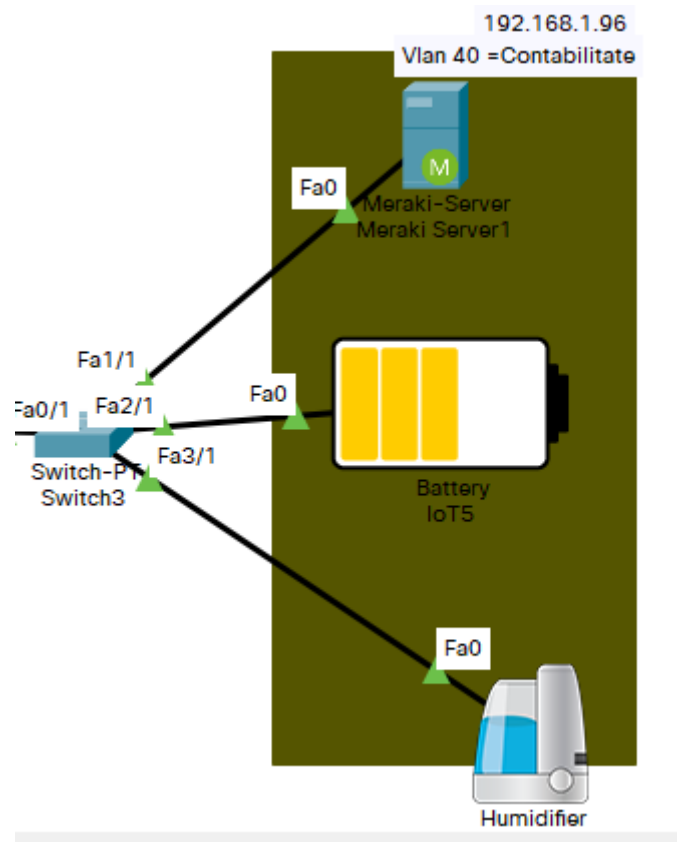 192.168.1.96
Vlan 40 =Contabilitate
M
Fa0
Meraki-Server
Meraki Server1
Fa1/1
Fa0/1
Fa2/1
Fa0
Fa3/1
Switch-PT
Switch3
Battery
IoT5
Fa0
Humidifier